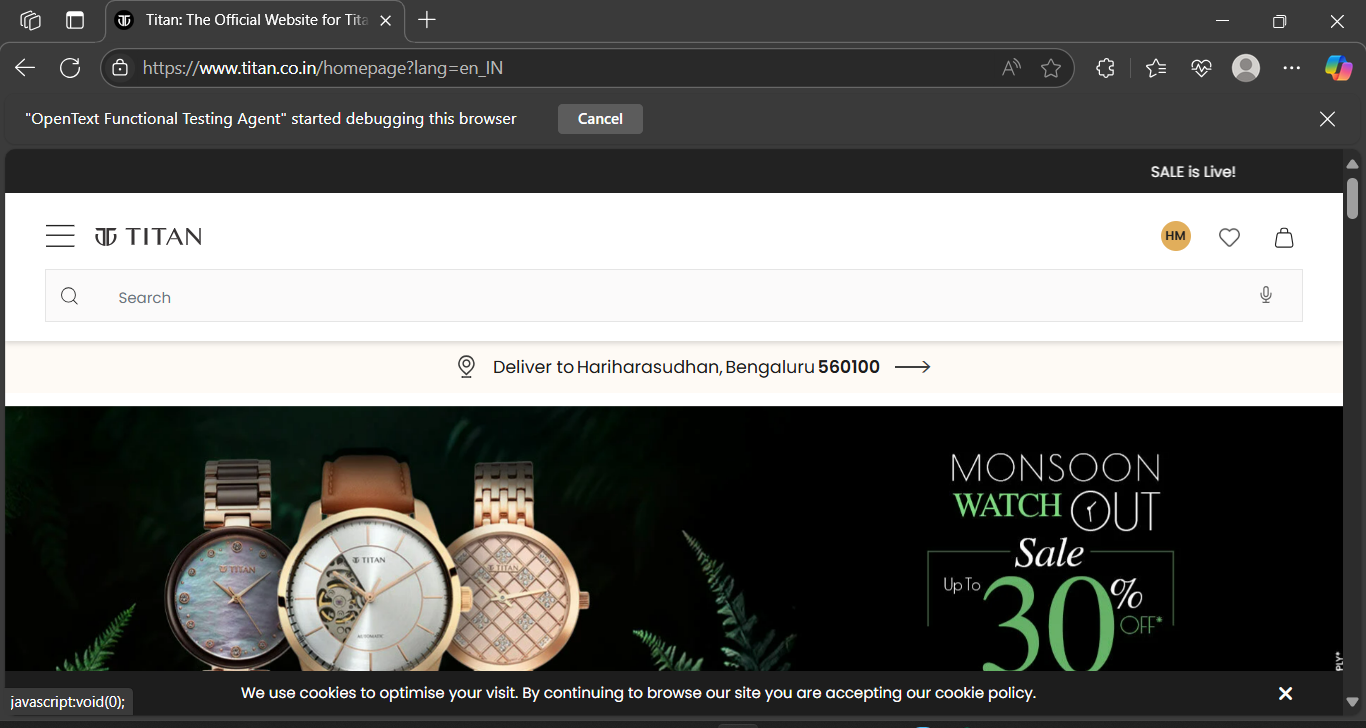 Titan: The Official Website for Tita
https://www.titan.co.in/homepage?lang=en_IN
"OpenText Functional Testing Agent" started debugging this browser
Cancel
SALE is Live!
TITAN
HM
Search
Deliver to Hariharasudhan, Bengaluru 560100
MONSOON
WATCH OUT
Sale
Up To
30%
OFF*
TITAN
TITAN
AUTOMATIC
TITAN
PLY*
We use cookies to optimise your visit. By continuing to browse our site you are accepting our cookie policy.
javascript:void(0);